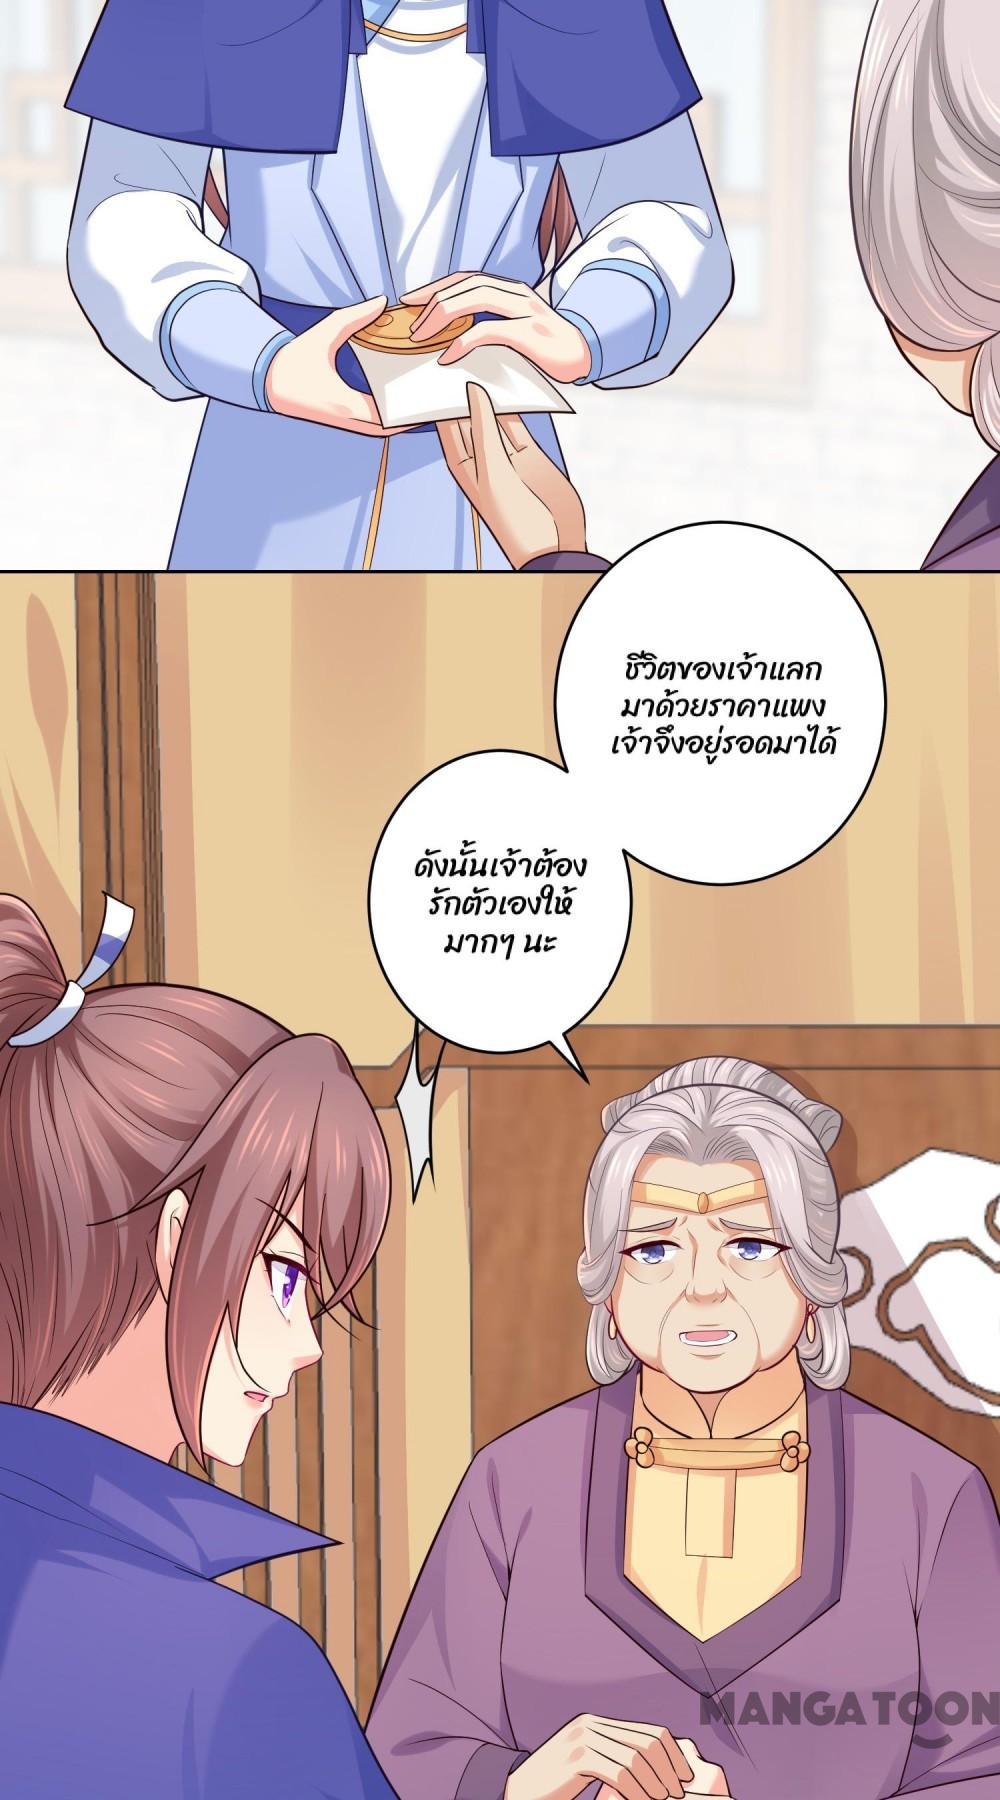 ชีวิตของเจ้าแลก
มาด้วยราคาแพง
เจ้าจึงอยู่รอดมาได้
ดังนั้นเจ้าต้อง
รักตัวเองให้
มากๆ นะ
MANGATOON